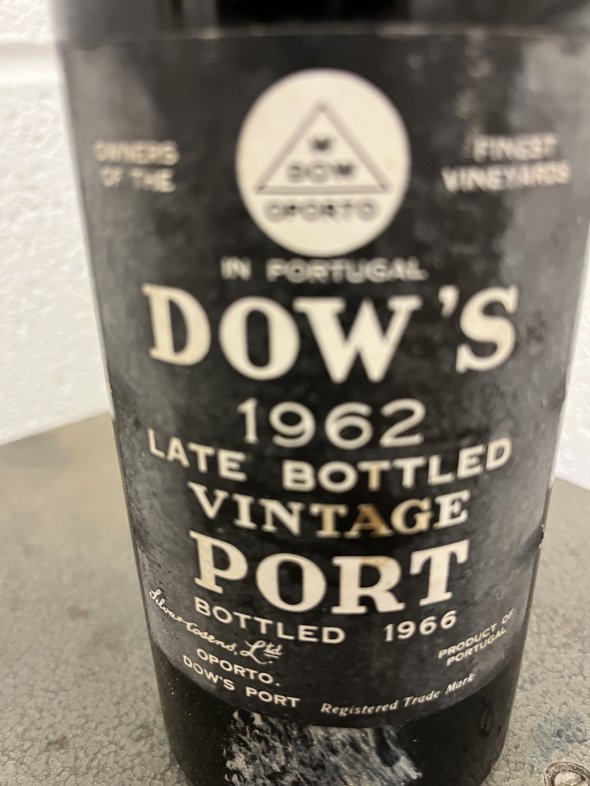 OWNERS
OF THE
FINEST
VINEYARDS
W
DOW
OPORTO
IN PORTUGAL
DOW'S
1962
LATE BOTTLED
VINTAGE
PORT
BOTTLED 1966
Silva & Cosens, Ltd
OPORTO.
DOW'S PORT
PRODUCT OF
PORTUGAL
Registered Trade Mark